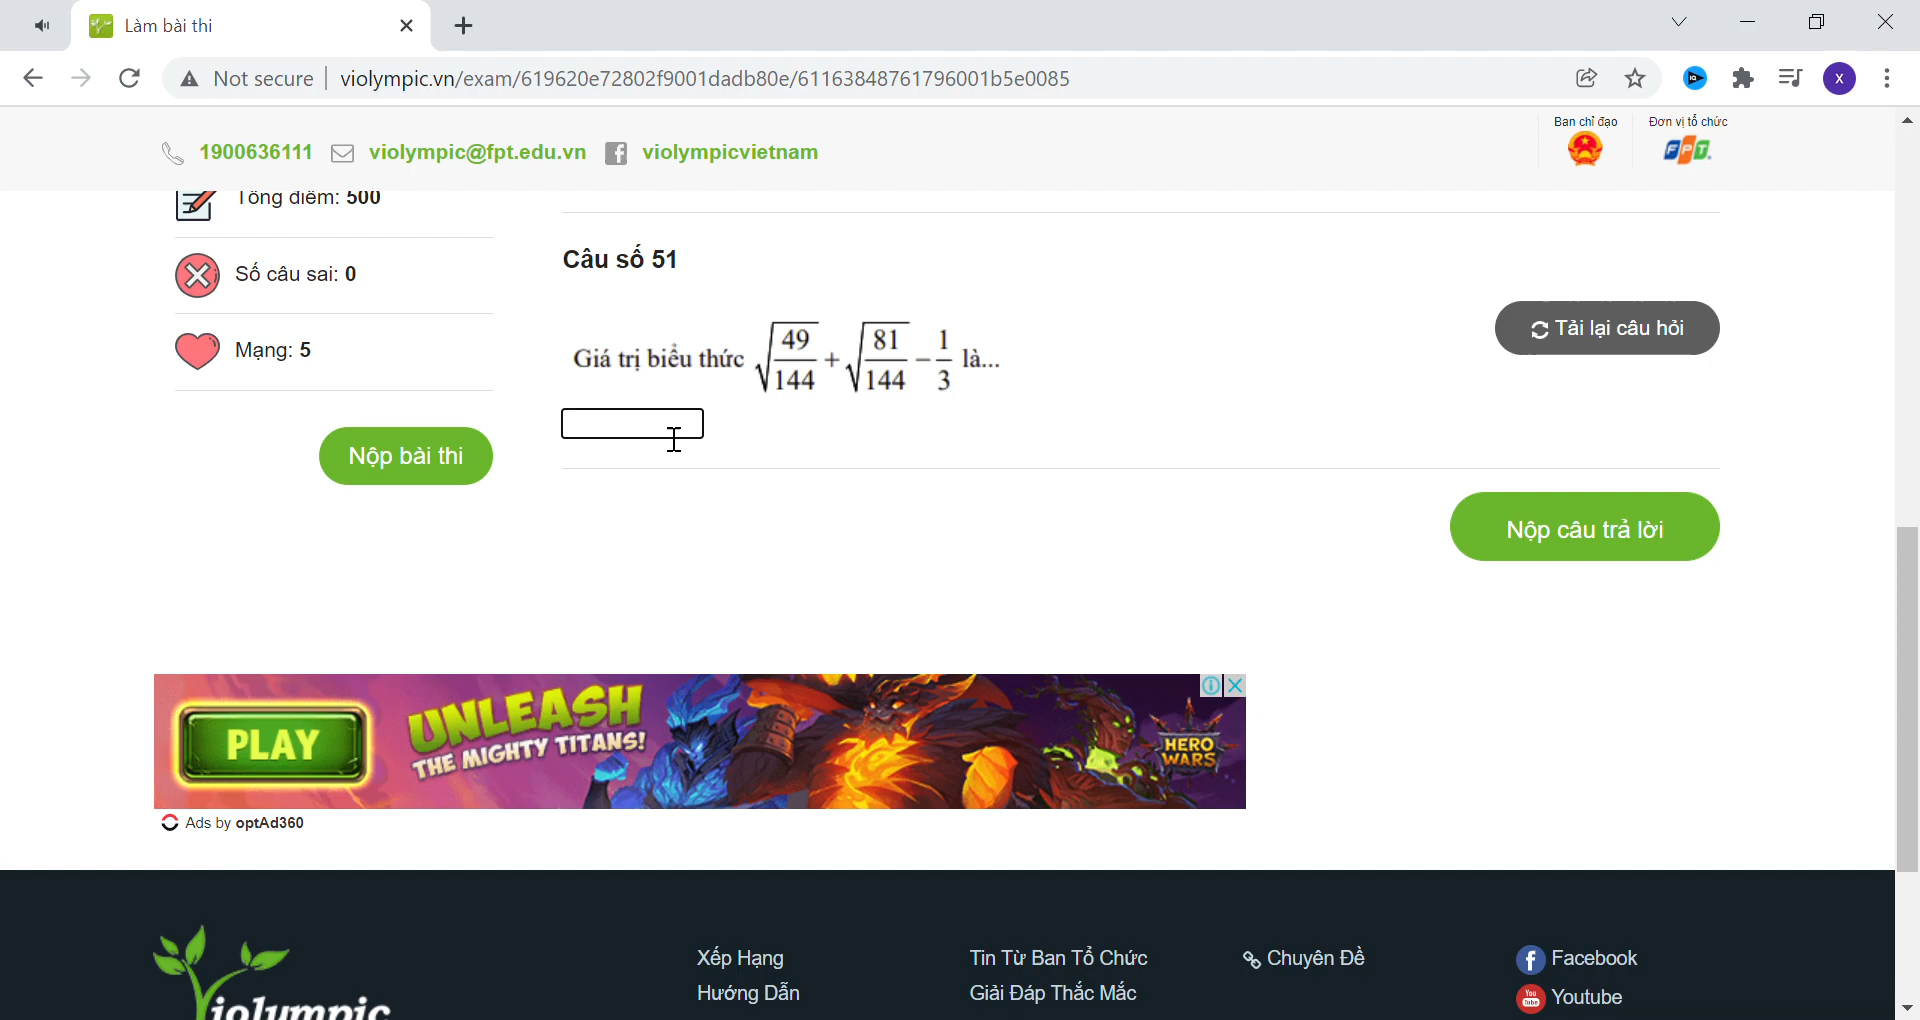 Làm bài thi
Not secure
violympic.vn/exam/619620e72802f9001dadb80e/61163848761796001b5e0085
X
1900636111
violympic@fpt.edu.vn
violympicvietnam
Ban chỉ đạo
Đơn vị tổ chức
FPT
Tổng điểm: 500
Số câu sai: 0
Mạng: 5
Nộp bài thi
Câu số 51
Tải lại câu hỏi
Giá trị biểu thức √(49/144) + √(81/144) − 1/3 là...
Nộp câu trả lời
PLAY
UNLEASH
THE MIGHTY TITANS!
HERO
WARS
Ads by optAd360
iolympic
Xếp Hạng
Hướng Dẫn
Tin Từ Ban Tổ Chức
Giải Đáp Thắc Mắc
Chuyên Đề
Facebook
You
Tube
Youtube